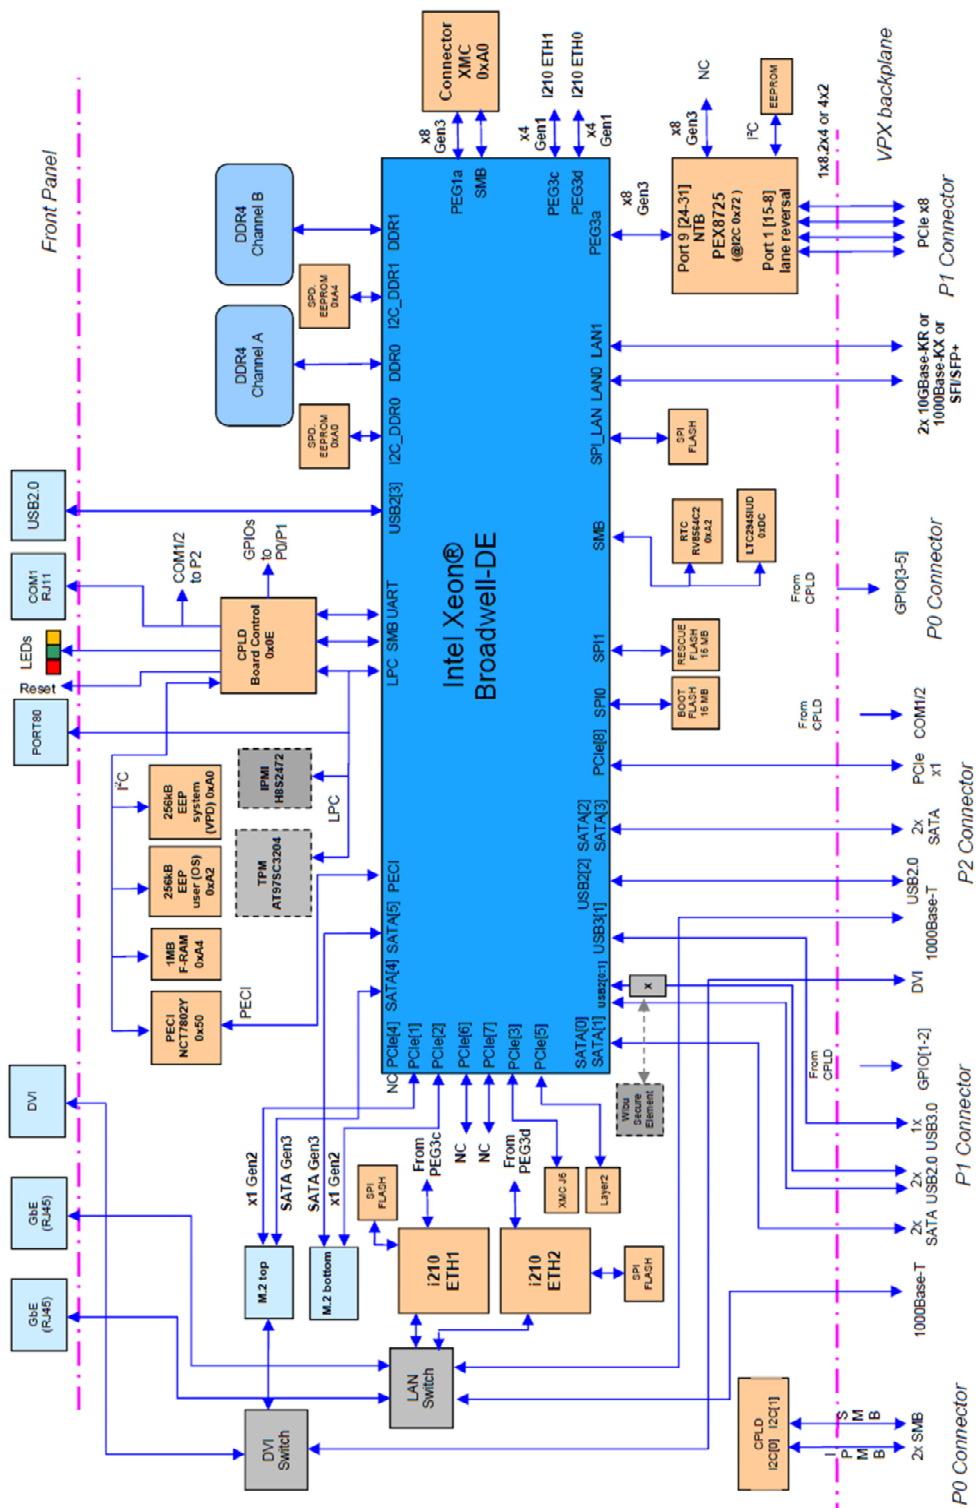 Front Panel
VPX backplane
GbE
(RJ45)
GbE
(RJ45)
DVI
PORT80
Reset
LEDs
COM1
RJ11
USB2.0
DVI
Switch
LAN
Switch
M.2 top
M.2 bottom
x1 Gen2
SATA Gen3
SATA Gen3
x1 Gen2
PECI
NCT7802Y
0x50
1MB
F-RAM
0xA4
256kB
EEP
user (OS)
0xA2
256kB
EEP
system
(VPD) 0xA0
I²C
PECI
TPM
AT97SC3204
IPMI
H8S2472
LPC
CPLD
Board Control
0x0E
COM1/2
to P2
GPIOs
to
P0/P1
SPD.
EEPROM
0xA0
DDR4
Channel A
SPD.
EEPROM
0xA4
DDR4
Channel B
Connector
XMC
0xA0
x8
Gen3
x4
Gen1
I210 ETH1
I210 ETH0
x4
Gen1
Intel Xeon®
Broadwell-DE
NC
PCIe[4]
SATA[4]
SATA[5]
PECI
LPC
SMB
UART
USB2[3]
I2C_DDR0
DDR0
I2C_DDR1
DDR1
PEG1a
SMB
PEG3c
PEG3d
PEG3a
PCIe[1]
PCIe[2]
PCIe[6]
PCIe[7]
PCIe[3]
PCIe[5]
SATA[0]
SATA[1]
USB2[0:1]
USB3[1]
USB2[2]
SATA[2]
SATA[3]
PCIe[8]
SPI0
SPI1
SMB
SPI_LAN
LAN0
LAN1
SPI
FLASH
From
PEG3c
NC
NC
From
PEG3d
i210
ETH1
i210
ETH2
SPI
FLASH
XMC J6
Layer2
Wibu
Secure
Element
X
BOOT
FLASH
16 MB
RESCUE
FLASH
16 MB
RTC
RV8564C2
0xA2
LTC2945IUD
0xDC
SPI
FLASH
x8
Gen3
Port 9 [24-31]
NTB
PEX8725
(@I2C 0x72)
Port 1 [15-8]
lane reversal
x8
Gen3
NC
I²C
EEPROM
1x8,2x4 or 4x2
CPLD
I2C[0] I2C[1]
I
P
M
B
S
M
B
From
CPLD
From
CPLD
From
CPLD
2x SMB
1000Base-T
2x
SATA
2x
USB2.0
1x
USB3.0
GPIO[1-2]
DVI
1000Base-T
USB2.0
2x
SATA
PCIe
x1
COM1/2
GPIO[3-5]
2x 10GBase-KR or
1000Base-KX or
SFI/SFP+
PCIe x8
P0 Connector
P1 Connector
P2 Connector
P0 Connector
P1 Connector